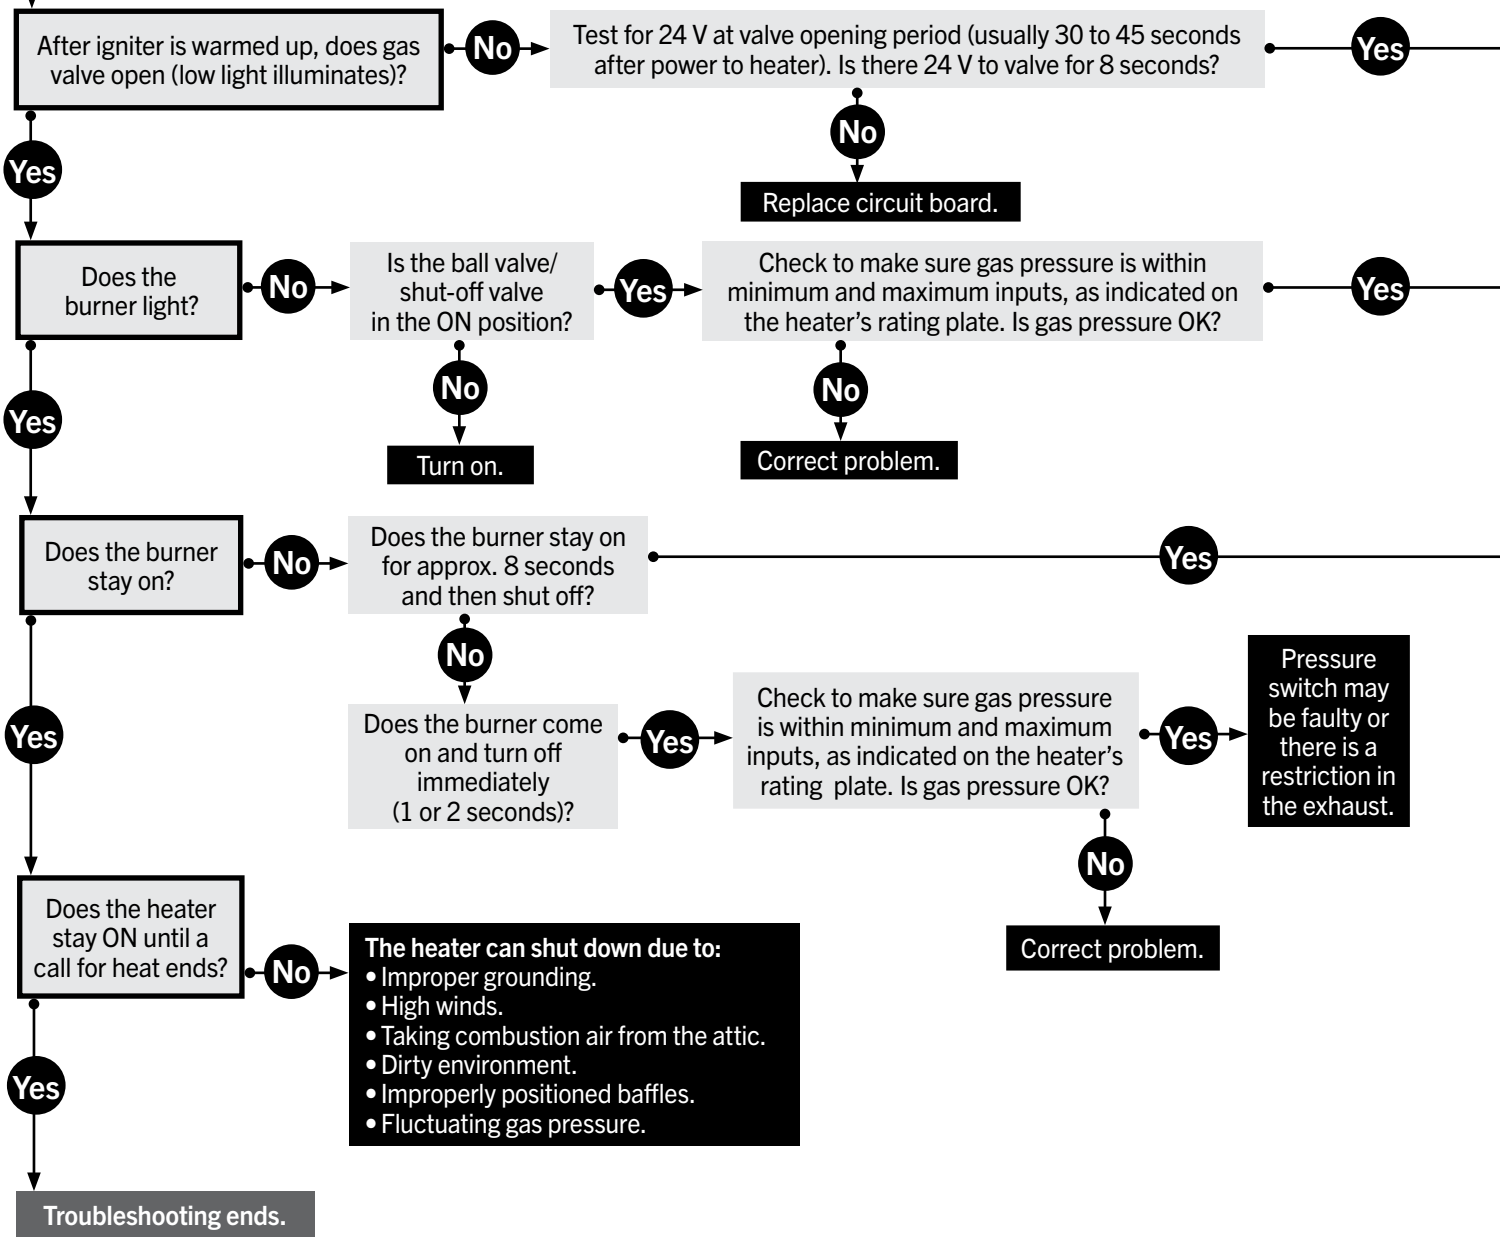 After igniter is warmed up, does gas
valve open (low light illuminates)?
No
Test for 24 V at valve opening period (usually 30 to 45 seconds
after power to heater). Is there 24 V to valve for 8 seconds?
Yes
No
Replace circuit board.
Yes
Does the
burner light?
No
Is the ball valve/
shut-off valve
in the ON position?
Yes
Check to make sure gas pressure is within
minimum and maximum inputs, as indicated on
the heater's rating plate. Is gas pressure OK?
Yes
No
Turn on.
No
Correct problem.
Yes
Does the burner
stay on?
No
Does the burner stay on
for approx. 8 seconds
and then shut off?
Yes
No
Does the burner come
on and turn off
immediately
(1 or 2 seconds)?
Yes
Check to make sure gas pressure
is within minimum and maximum
inputs, as indicated on the heater's
rating plate. Is gas pressure OK?
Yes
Pressure
switch may
be faulty or
there is a
restriction in
the exhaust.
No
Correct problem.
Yes
Does the heater
stay ON until a
call for heat ends?
No
The heater can shut down due to:
• Improper grounding.
• High winds.
• Taking combustion air from the attic.
• Dirty environment.
• Improperly positioned baffles.
• Fluctuating gas pressure.
Yes
Troubleshooting ends.